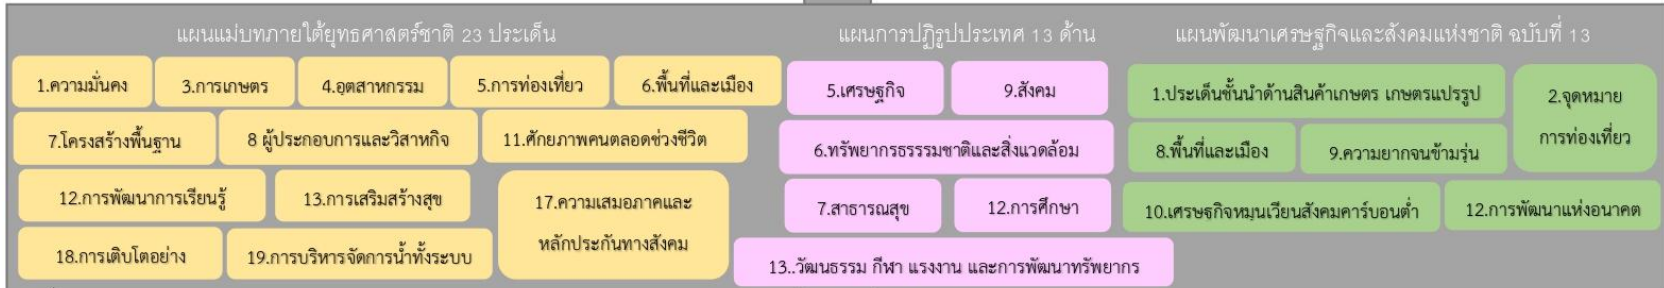 แผนแม่บทภายใต้ยุทธศาสตร์ชาติ 23 ประเด็น
1.ความมั่นคง
3.การเกษตร
4.อุตสาหกรรม
5.การท่องเที่ยว
6.พื้นที่และเมือง
7.โครงสร้างพื้นฐาน
8 ผู้ประกอบการและวิสาหกิจ
11.ศักยภาพคนตลอดช่วงชีวิต
12.การพัฒนาการเรียนรู้
13.การเสริมสร้างสุข
17.ความเสมอภาคและ
หลักประกันทางสังคม
18.การเติบโตอย่าง
19.การบริหารจัดการน้ำทั้งระบบ
แผนการปฏิรูปประเทศ 13 ด้าน
5.เศรษฐกิจ
9.สังคม
6.ทรัพยากรธรรรมชาติและสิ่งแวดล้อม
7.สาธารณสุข
12.การศึกษา
13..วัฒนธรรม กีฬา แรงงาน และการพัฒนาทรัพยากร
แผนพัฒนาเศรษฐกิจและสังคมแห่งชาติ ฉบับที่ 13
1.ประเด็นชั้นนำด้านสินค้าเกษตร เกษตรแปรรูป
2.จุดหมาย
การท่องเที่ยว
8.พื้นที่และเมือง
9.ความยากจนข้ามรุ่น
10.เศรษฐกิจหมุนเวียนสังคมคาร์บอนต่ำ
12.การพัฒนาแห่งอนาคต